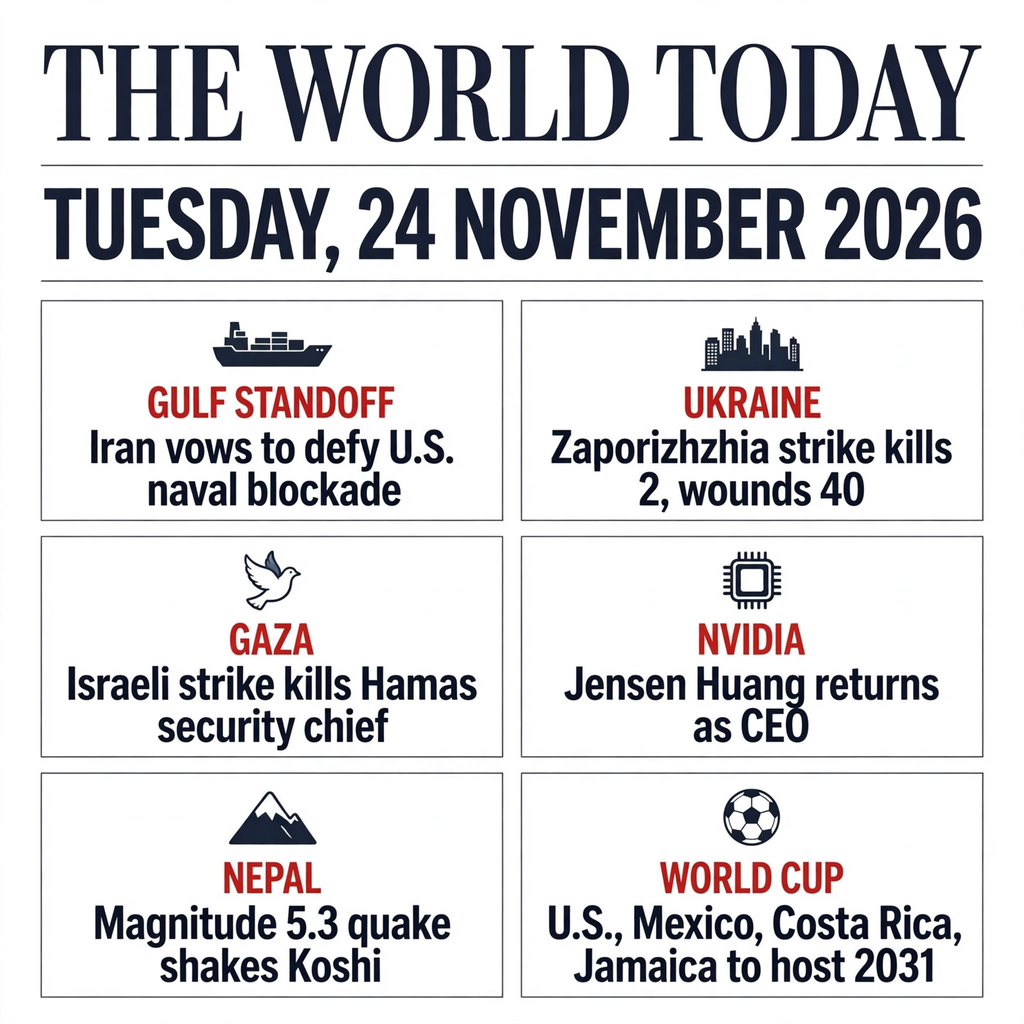 THE WORLD TODAY
TUESDAY, 24 NOVEMBER 2026
GULF STANDOFF
Iran vows to defy U.S.
naval blockade
UKRAINE
Zaporizhzhia strike kills
2, wounds 40
GAZA
Israeli strike kills Hamas
security chief
NVIDIA
Jensen Huang returns
as CEO
NEPAL
Magnitude 5.3 quake
shakes Koshi
WORLD CUP
U.S., Mexico, Costa Rica,
Jamaica to host 2031